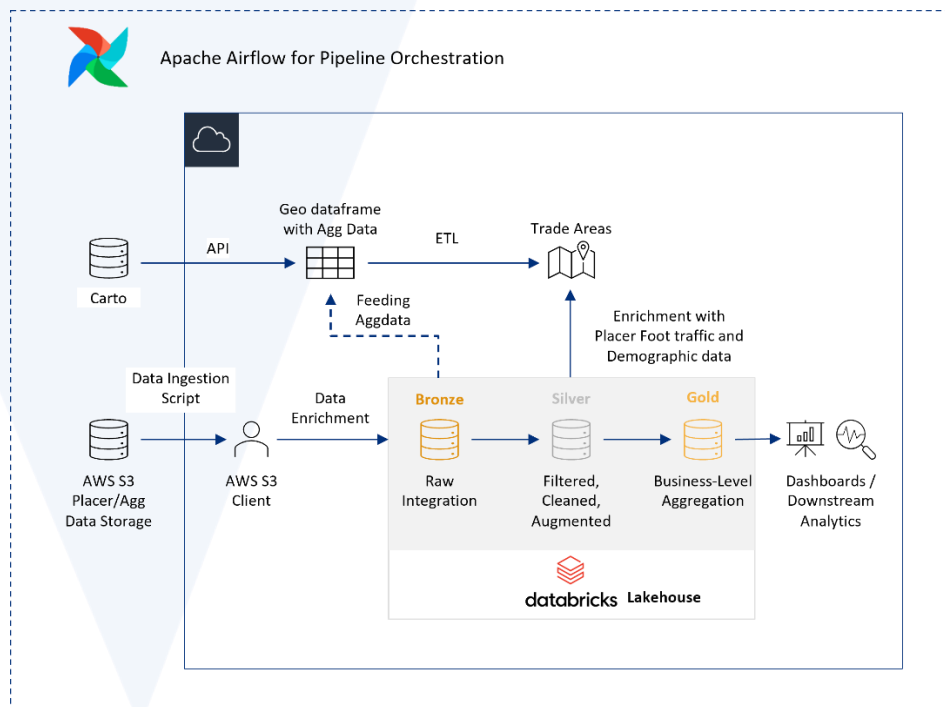 Apache Airflow for Pipeline Orchestration
Geo dataframe
with Agg Data
Trade Areas
API
ETL
Carto
Feeding
Aggdata
Enrichment with
Placer Foot traffic and
Demographic data
Data Ingestion
Script
Data
Enrichment
Bronze
Silver
Gold
AWS S3
Placer/Agg
Data Storage
AWS S3
Client
Raw
Integration
Filtered,
Cleaned,
Augmented
Business-Level
Aggregation
Dashboards /
Downstream
Analytics
databricks Lakehouse